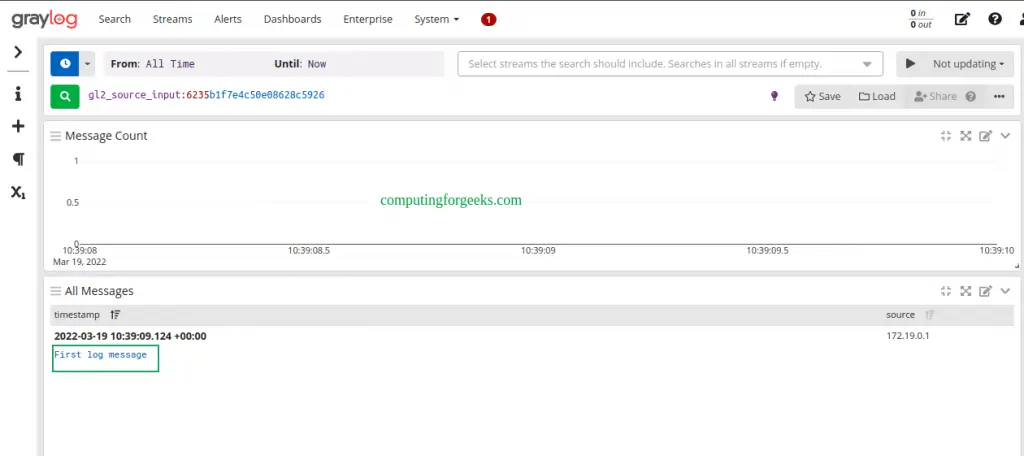 graylog Search Streams Alerts Dashboards Enterprise System 1 0 in
0 out
From: All Time Until: Now Select streams the search should include. Searches in all streams if empty. Not updating
gl2_source_input:6235b1f7e4c50e08628c5926 Save Load Share •••
Message Count
1
computingforgeeks.com
0.5
0
10:39:08 10:39:08.5 10:39:09 10:39:09.5 10:39:10
Mar 19, 2022
All Messages
timestamp source
2022-03-19 10:39:09.124 +00:00 172.19.0.1
First log message